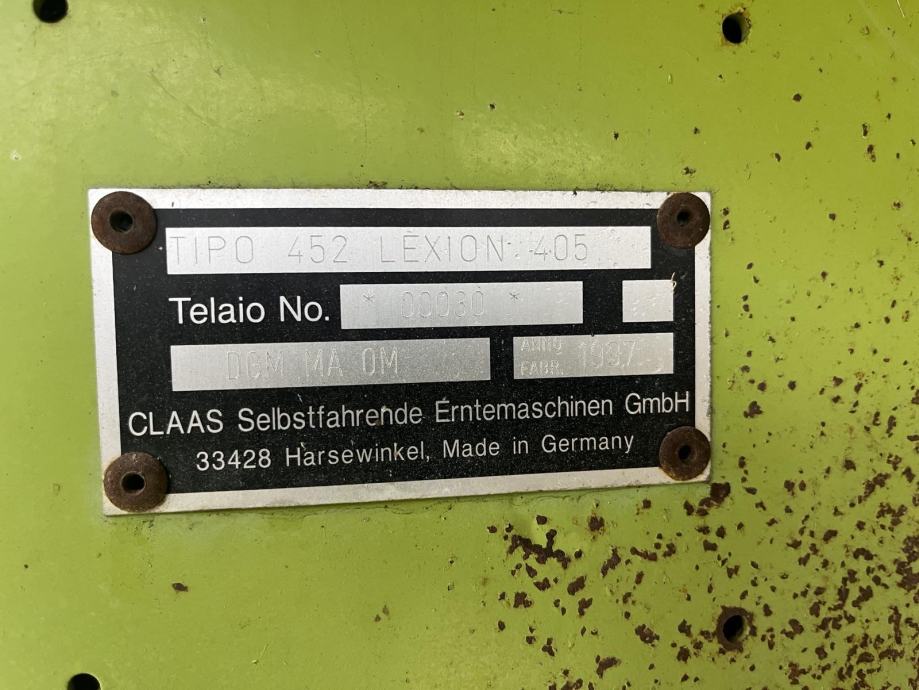 TIPO 452 LEXION 405
Telaio No. * 00030 *
DGM MA OM
ANNO
FABR. 1997
CLAAS Selbstfahrende Erntemaschinen GmbH
33428 Harsewinkel, Made in Germany